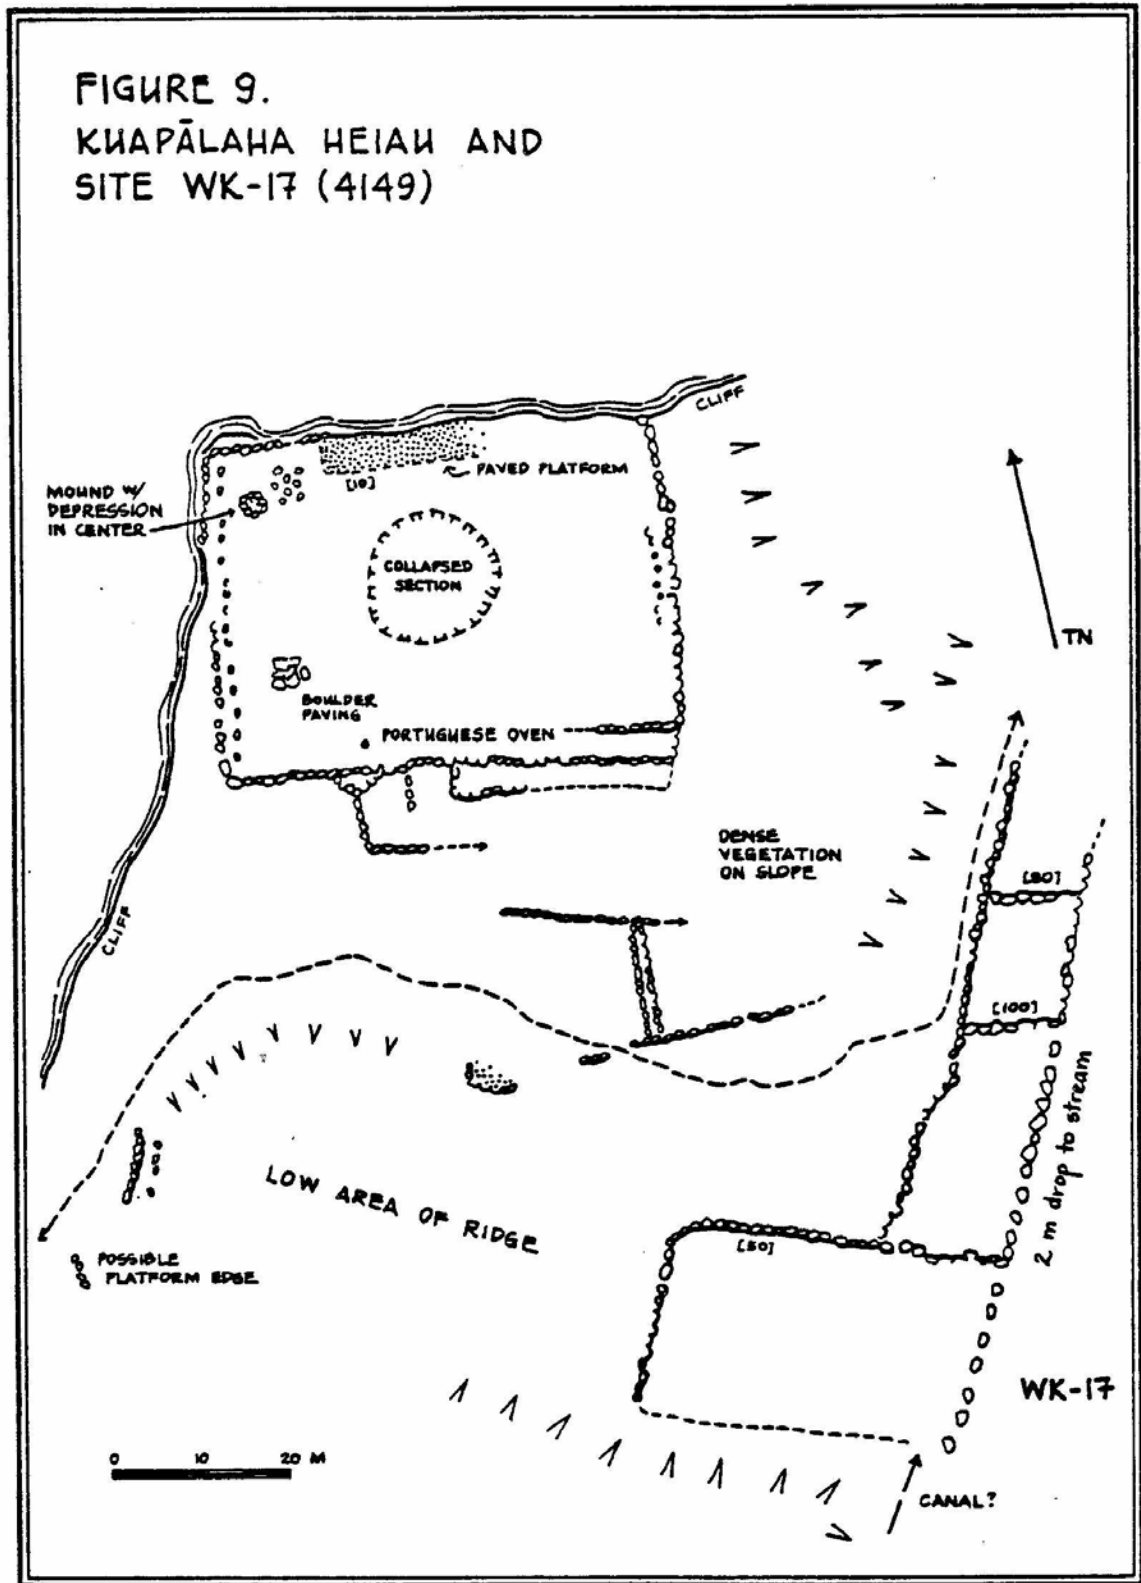 FIGURE 9.
KUAPĀLAHA HEIAU AND
SITE WK-17 (4149)
CLIFF
PAVED PLATFORM
[10]
MOUND W/
DEPRESSION
IN CENTER
COLLAPSED
SECTION
TN
BOULDER
PAVING
PORTUGUESE OVEN
DENSE
VEGETATION
ON SLOPE
[80]
CLIFF
[100]
2 m drop to stream
LOW AREA OF RIDGE
[50]
POSSIBLE
PLATFORM EDGE
WK-17
0 10 20 M
CANAL?